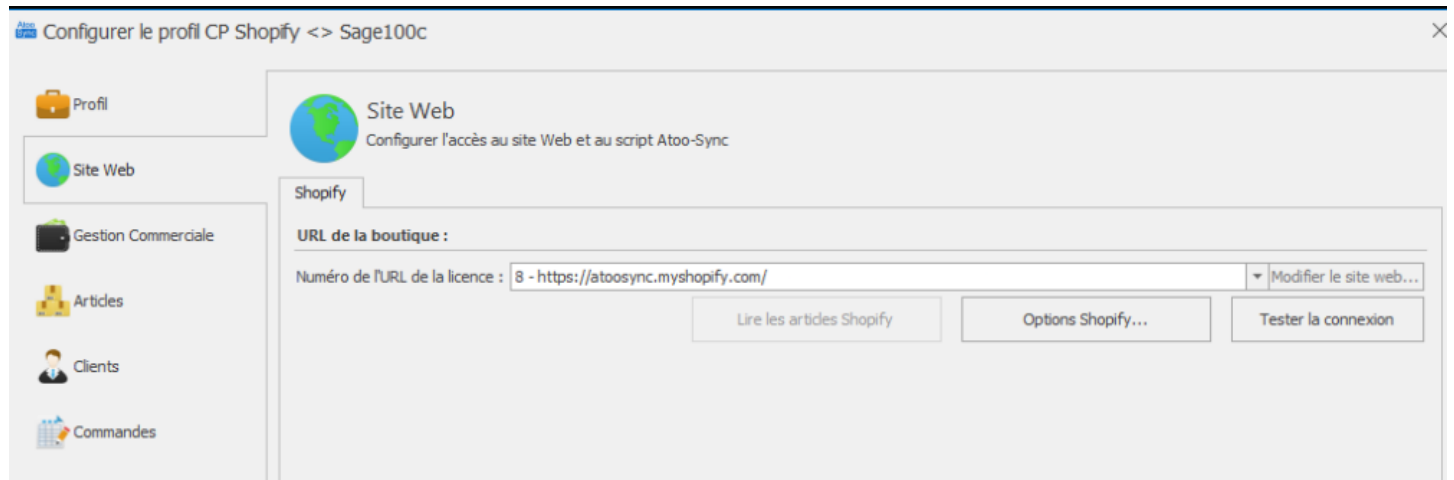 Atoo Sync Configurer le profil CP Shopify <> Sage100c
Profil
Site Web
Gestion Commerciale
Articles
Clients
Commandes
Site Web
Configurer l'accès au site Web et au script Atoo-Sync
Shopify
URL de la boutique :
Numéro de l'URL de la licence : 8 - https://atoosync.myshopify.com/ Modifier le site web...
Lire les articles Shopify Options Shopify... Tester la connexion